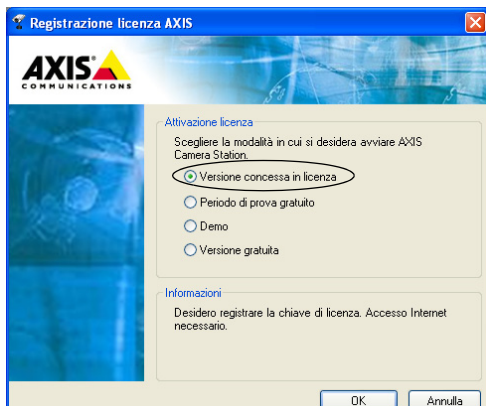 Registrazione licenza AXIS
AXIS
COMMUNICATIONS
Attivazione licenza
Scegliere la modalità in cui si desidera avviare AXIS
Camera Station.
Versione concessa in licenza
Periodo di prova gratuito
Demo
Versione gratuita
Informazioni
Desidero registrare la chiave di licenza. Accesso Internet
necessario.
OK
Annulla